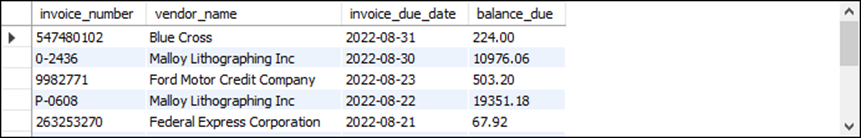 invoice_number vendor_name invoice_due_date balance_due
547480102 Blue Cross 2022-08-31 224.00
0-2436 Malloy Lithographing Inc 2022-08-30 10976.06
9982771 Ford Motor Credit Company 2022-08-23 503.20
P-0608 Malloy Lithographing Inc 2022-08-22 19351.18
263253270 Federal Express Corporation 2022-08-21 67.92